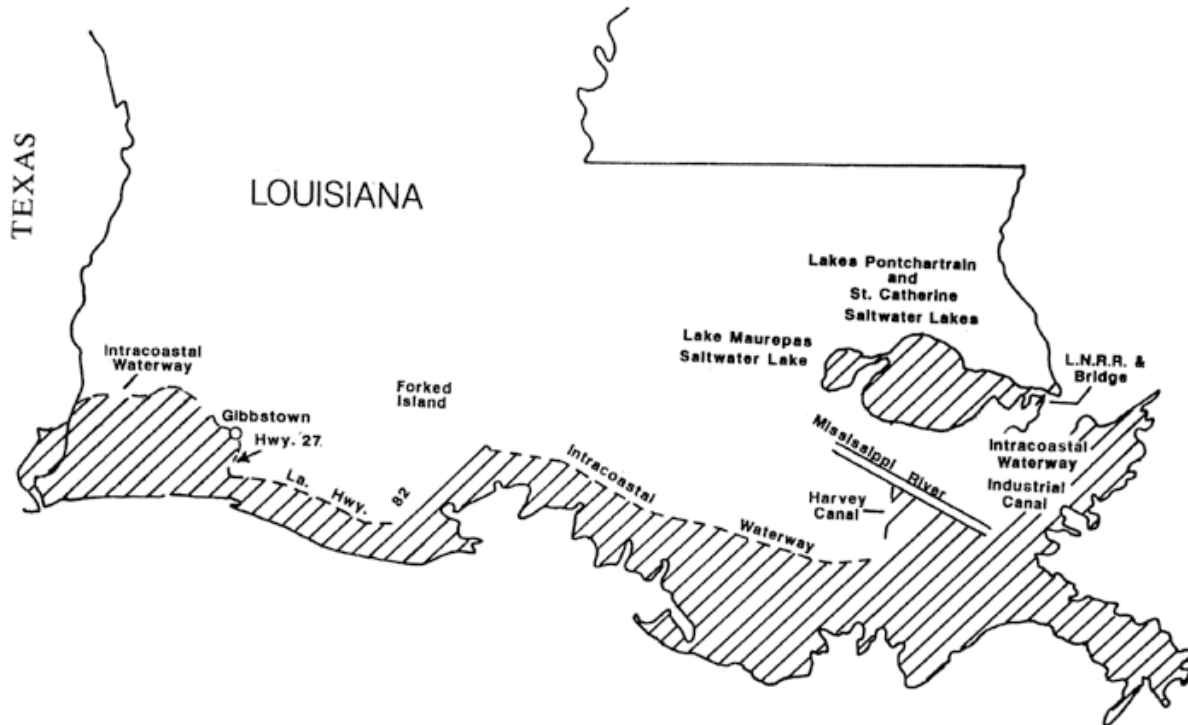 TEXAS
LOUISIANA
Lakes Pontchartrain
and
St. Catherine
Saltwater Lakes
Lake Maurepas
Saltwater Lake
L.N.R.R. &
Bridge
Intracoastal
Waterway
Gibbstown
Hwy. 27
Forked
Island
La. Hwy. 82
Intracoastal Waterway
Mississippi River
Harvey
Canal
Intracoastal
Waterway
Industrial
Canal